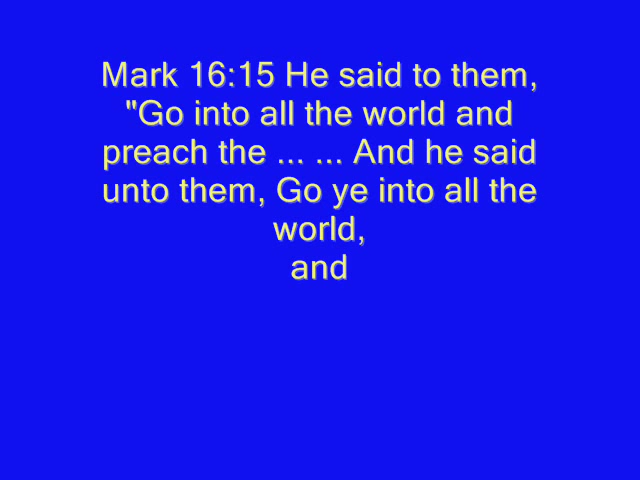 Mark 16:15 He said to them,
"Go into all the world and
preach the ... ... And he said
unto them, Go ye into all the
world,
and